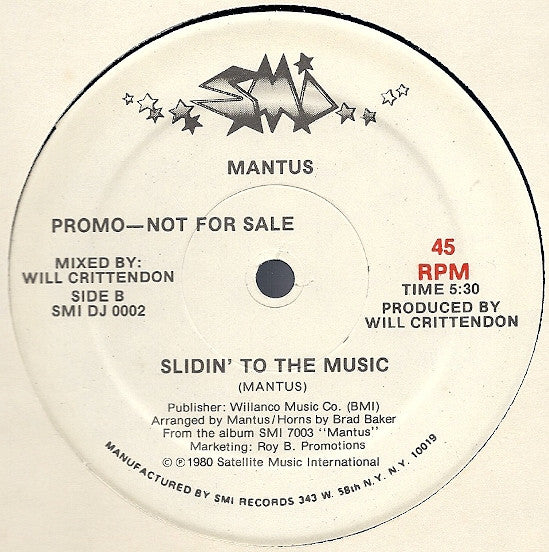 SMI
MANTUS
PROMO—NOT FOR SALE
MIXED BY:
WILL CRITTENDON
SIDE B
SMI DJ 0002
45
RPM
TIME 5:30
PRODUCED BY
WILL CRITTENDON
SLIDIN' TO THE MUSIC
(MANTUS)
Publisher: Willanco Music Co. (BMI)
Arranged by Mantus/Horns by Brad Baker
From the album SMI 7003 "Mantus"
Marketing: Roy B. Promotions
© ℗ 1980 Satellite Music International
MANUFACTURED BY SMI RECORDS 343 W. 58th N.Y. N.Y. 10019